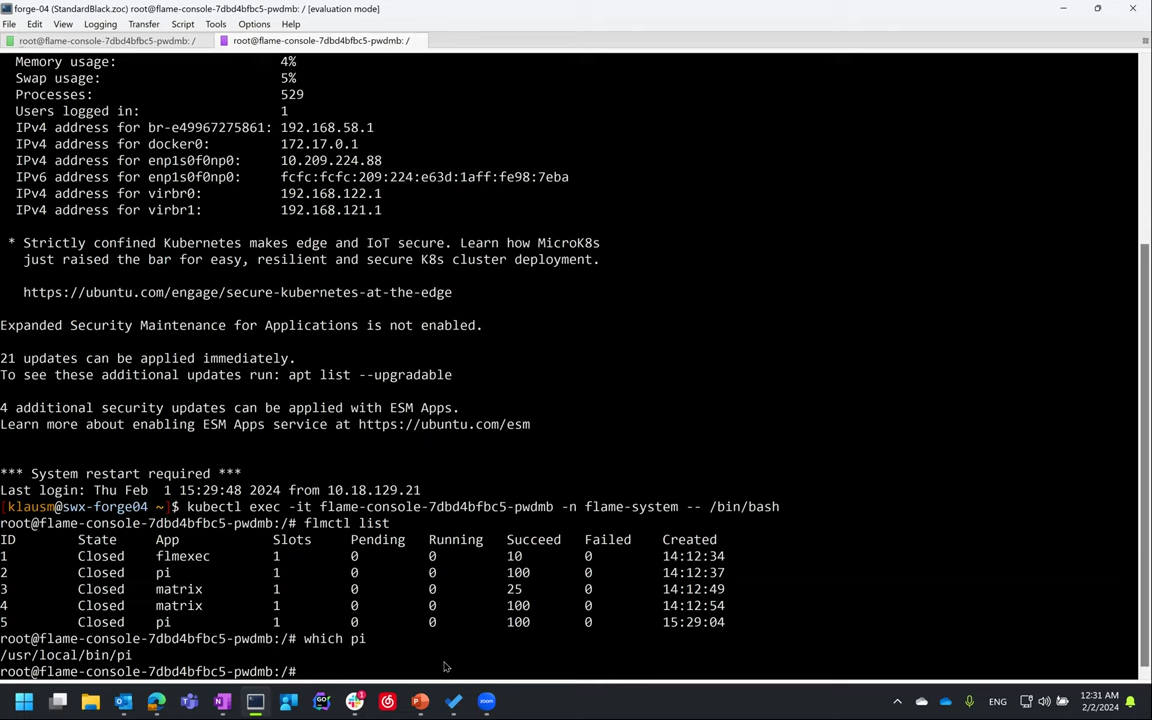 forge-04 (StandardBlack.zoc) root@flame-console-7dbd4bfbc5-pwdmb: / [evaluation mode]
File Edit View Logging Transfer Script Tools Options Help
root@flame-console-7dbd4bfbc5-pwdmb: / root@flame-console-7dbd4bfbc5-pwdmb: /
Memory usage: 4%
Swap usage: 5%
Processes: 529
Users logged in: 1
IPv4 address for br-e49967275861: 192.168.58.1
IPv4 address for docker0: 172.17.0.1
IPv4 address for enp1s0f0np0: 10.209.224.88
IPv6 address for enp1s0f0np0: fcfc:fcfc:209:224:e63d:1aff:fe98:7eba
IPv4 address for virbr0: 192.168.122.1
IPv4 address for virbr1: 192.168.121.1
* Strictly confined Kubernetes makes edge and IoT secure. Learn how MicroK8s
just raised the bar for easy, resilient and secure K8s cluster deployment.
https://ubuntu.com/engage/secure-kubernetes-at-the-edge
Expanded Security Maintenance for Applications is not enabled.
21 updates can be applied immediately.
To see these additional updates run: apt list --upgradable
4 additional security updates can be applied with ESM Apps.
Learn more about enabling ESM Apps service at https://ubuntu.com/esm
*** System restart required ***
Last login: Thu Feb  1 15:29:48 2024 from 10.18.129.21
[klausm@swx-forge04 ~]$ kubectl exec -it flame-console-7dbd4bfbc5-pwdmb -n flame-system -- /bin/bash
root@flame-console-7dbd4bfbc5-pwdmb:/# flmctl list
ID State App Slots Pending Running Succeed Failed Created
1 Closed flmexec 1 0 0 10 0 14:12:34
2 Closed pi 1 0 0 100 0 14:12:37
3 Closed matrix 1 0 0 25 0 14:12:49
4 Closed matrix 1 0 0 100 0 14:12:54
5 Closed pi 1 0 0 100 0 15:29:04
root@flame-console-7dbd4bfbc5-pwdmb:/# which pi
/usr/local/bin/pi
root@flame-console-7dbd4bfbc5-pwdmb:/#
ENG
12:31 AM
2/2/2024